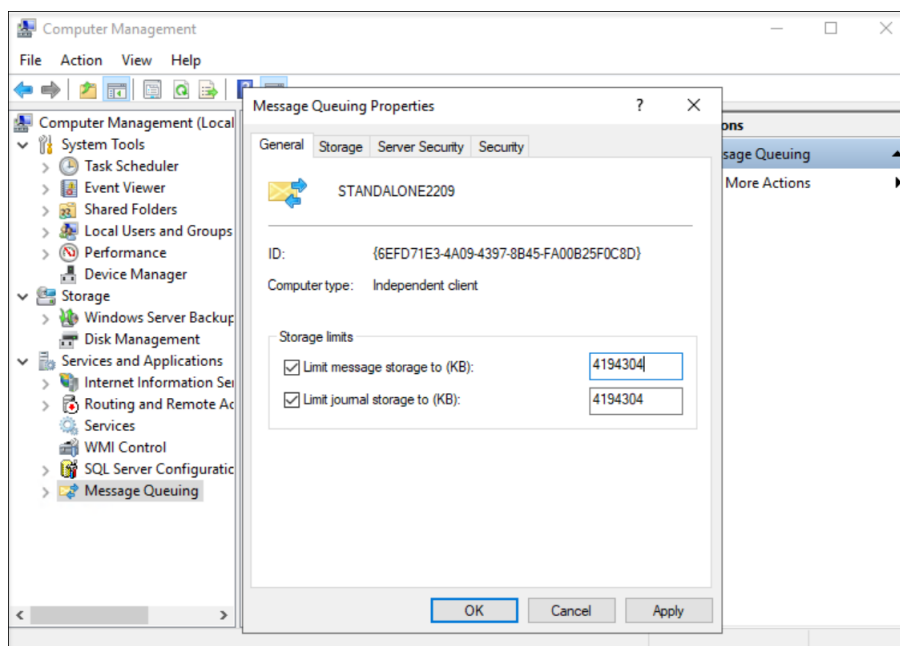 Computer Management
File Action View Help
Computer Management (Local
System Tools
Task Scheduler
Event Viewer
Shared Folders
Local Users and Groups
Performance
Device Manager
Storage
Windows Server Backup
Disk Management
Services and Applications
Internet Information Ser
Routing and Remote Ac
Services
WMI Control
SQL Server Configuratic
Message Queuing
Message Queuing Properties
General Storage Server Security Security
STANDALONE2209
ID: {6EFD71E3-4A09-4397-8B45-FA00B25F0C8D}
Computer type: Independent client
Storage limits
Limit message storage to (KB): 4194304
Limit journal storage to (KB): 4194304
OK Cancel Apply
ons
sage Queuing
More Actions